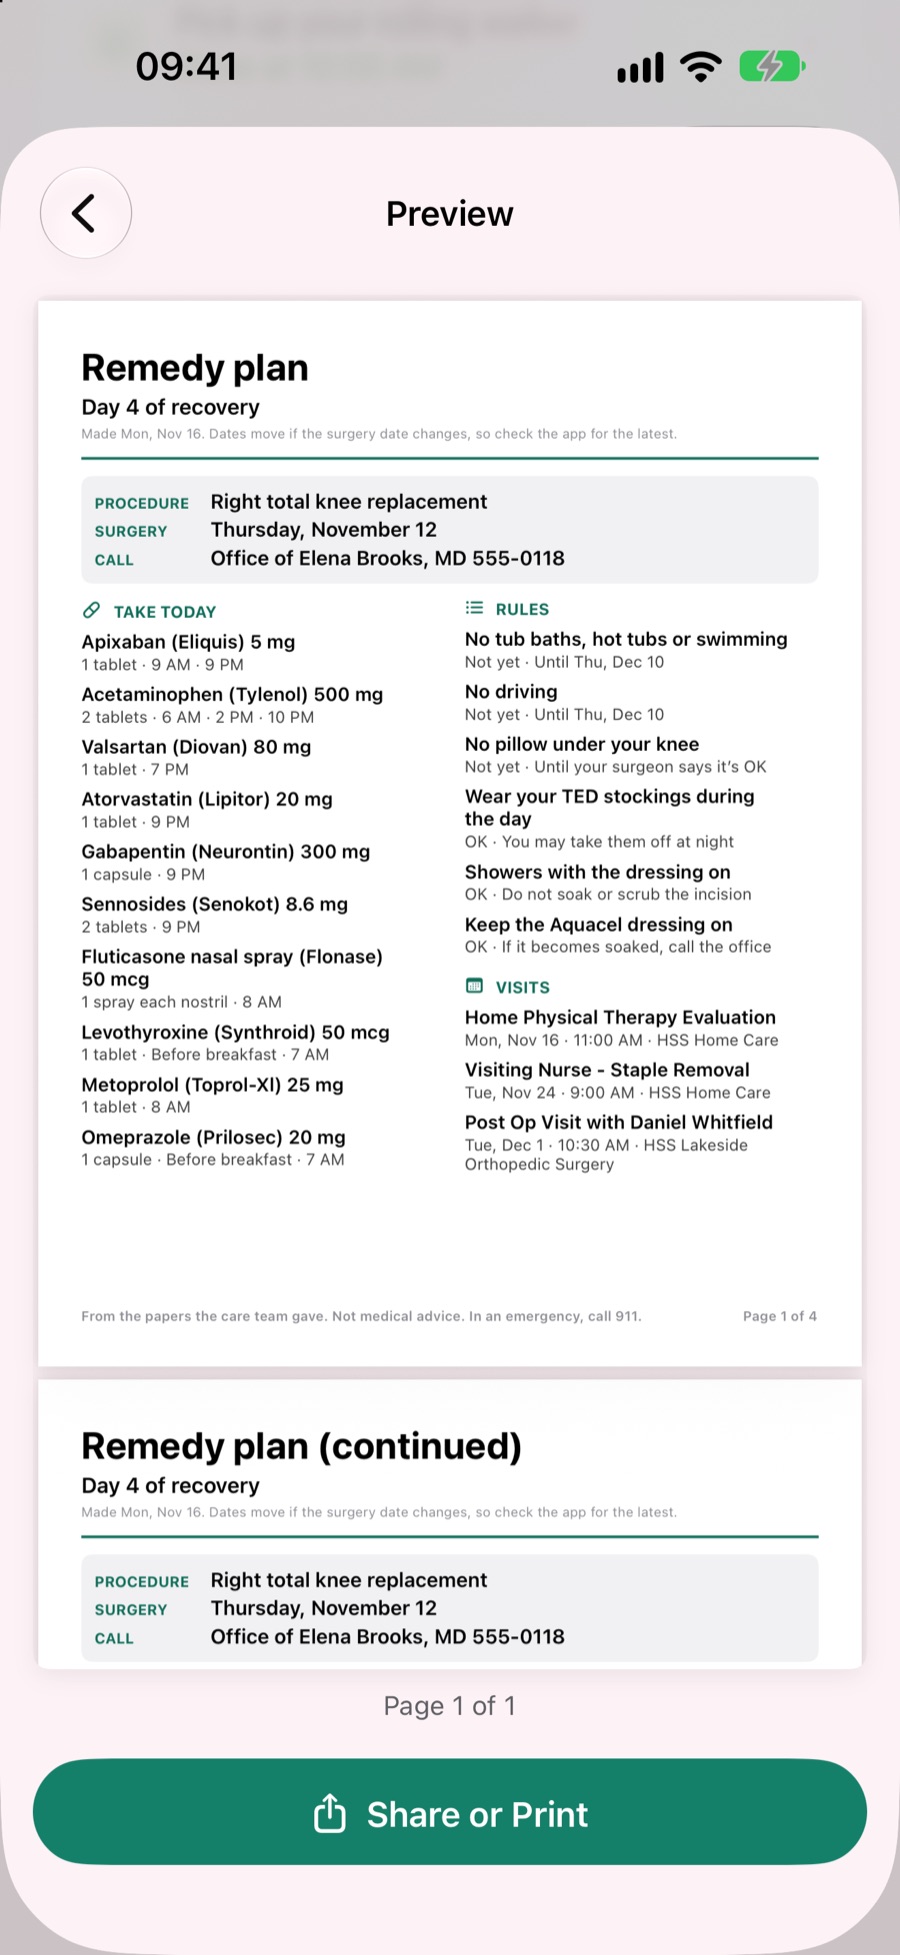 09:41
Preview
Remedy plan
Day 4 of recovery
Made Mon, Nov 16. Dates move if the surgery date changes, so check the app for the latest.
PROCEDURE Right total knee replacement
SURGERY Thursday, November 12
CALL Office of Elena Brooks, MD 555-0118
TAKE TODAY
Apixaban (Eliquis) 5 mg
1 tablet · 9 AM · 9 PM
Acetaminophen (Tylenol) 500 mg
2 tablets · 6 AM · 2 PM · 10 PM
Valsartan (Diovan) 80 mg
1 tablet · 7 PM
Atorvastatin (Lipitor) 20 mg
1 tablet · 9 PM
Gabapentin (Neurontin) 300 mg
1 capsule · 9 PM
Sennosides (Senokot) 8.6 mg
2 tablets · 9 PM
Fluticasone nasal spray (Flonase)
50 mcg
1 spray each nostril · 8 AM
Levothyroxine (Synthroid) 50 mcg
1 tablet · Before breakfast · 7 AM
Metoprolol (Toprol-Xl) 25 mg
1 tablet · 8 AM
Omeprazole (Prilosec) 20 mg
1 capsule · Before breakfast · 7 AM
RULES
No tub baths, hot tubs or swimming
Not yet · Until Thu, Dec 10
No driving
Not yet · Until Thu, Dec 10
No pillow under your knee
Not yet · Until your surgeon says it’s OK
Wear your TED stockings during
the day
OK · You may take them off at night
Showers with the dressing on
OK · Do not soak or scrub the incision
Keep the Aquacel dressing on
OK · If it becomes soaked, call the office
VISITS
Home Physical Therapy Evaluation
Mon, Nov 16 · 11:00 AM · HSS Home Care
Visiting Nurse - Staple Removal
Tue, Nov 24 · 9:00 AM · HSS Home Care
Post Op Visit with Daniel Whitfield
Tue, Dec 1 · 10:30 AM · HSS Lakeside
Orthopedic Surgery
From the papers the care team gave. Not medical advice. In an emergency, call 911.
Page 1 of 4
Remedy plan (continued)
Day 4 of recovery
Made Mon, Nov 16. Dates move if the surgery date changes, so check the app for the latest.
PROCEDURE Right total knee replacement
SURGERY Thursday, November 12
CALL Office of Elena Brooks, MD 555-0118
Page 1 of 1
Share or Print